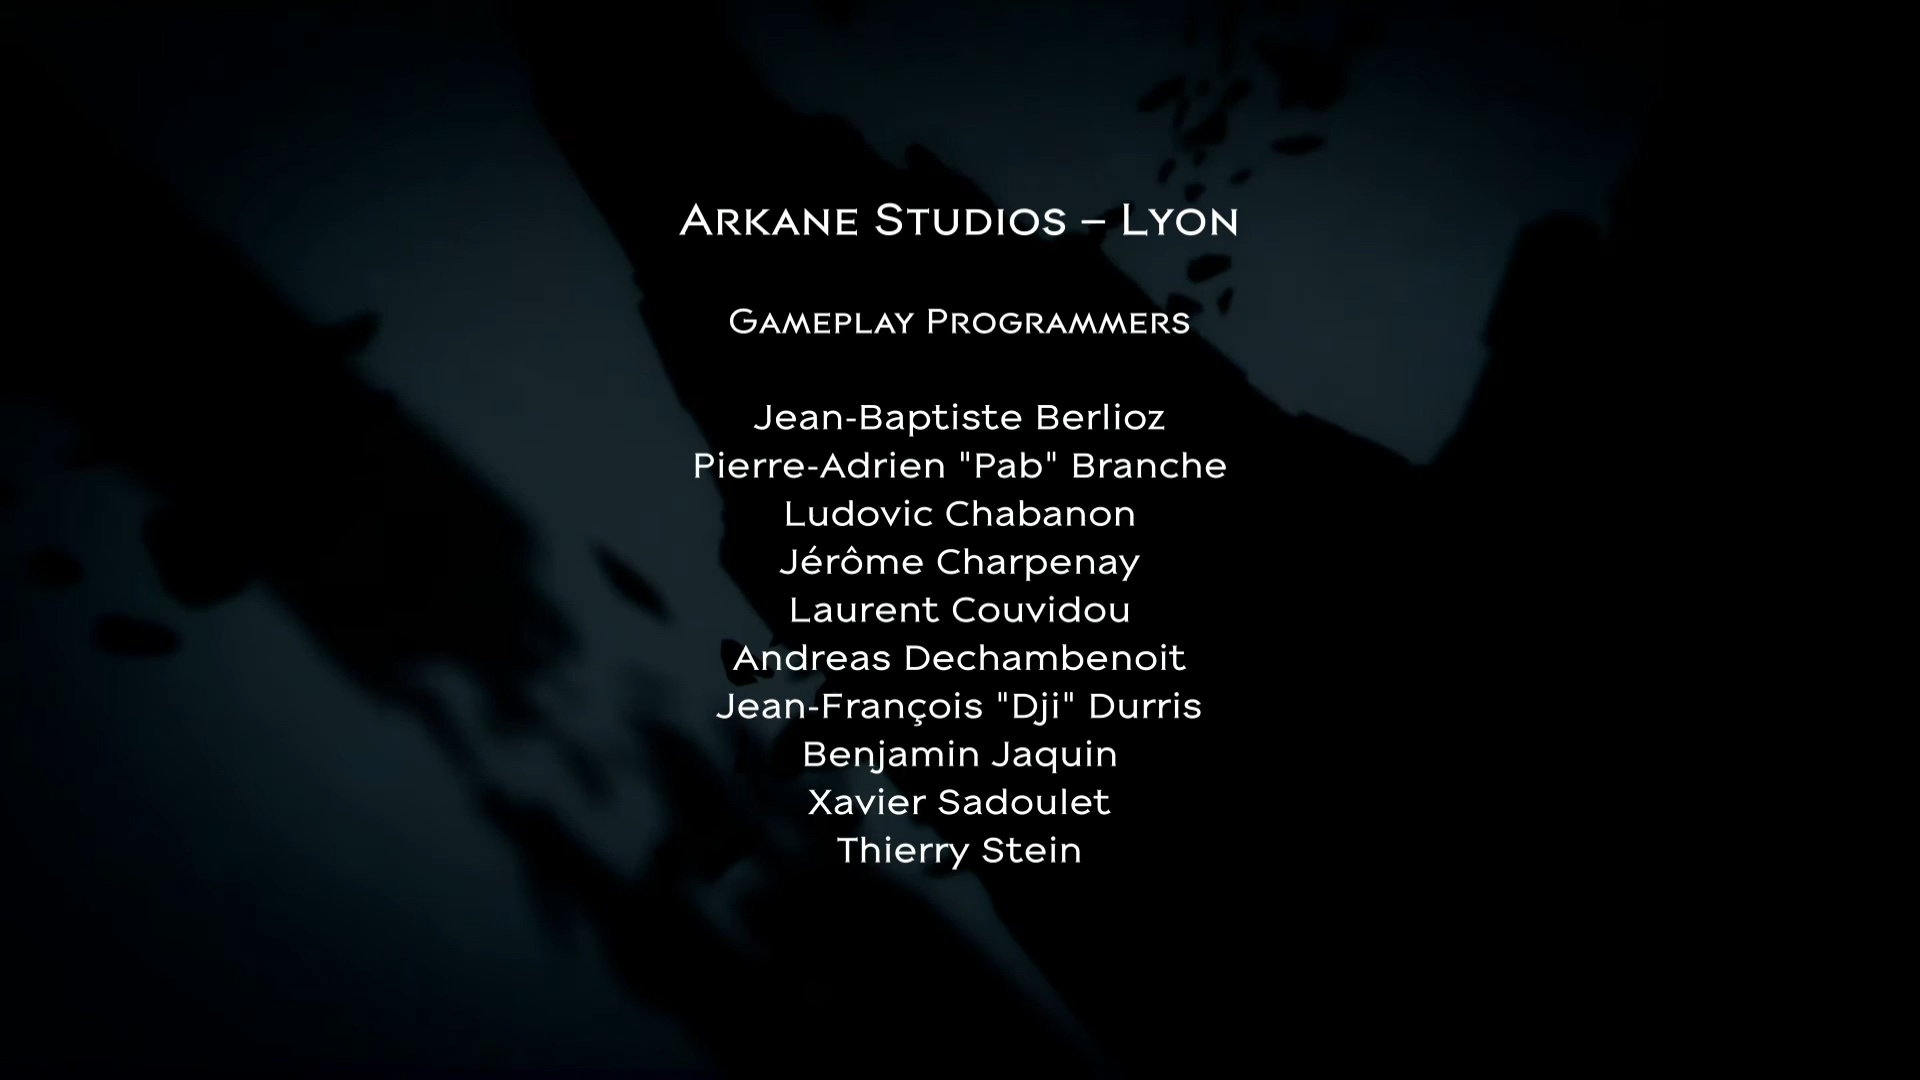 Arkane Studios – Lyon
Gameplay Programmers
Jean-Baptiste Berlioz
Pierre-Adrien "Pab" Branche
Ludovic Chabanon
Jérôme Charpenay
Laurent Couvidou
Andreas Dechambenoit
Jean-François "Dji" Durris
Benjamin Jaquin
Xavier Sadoulet
Thierry Stein